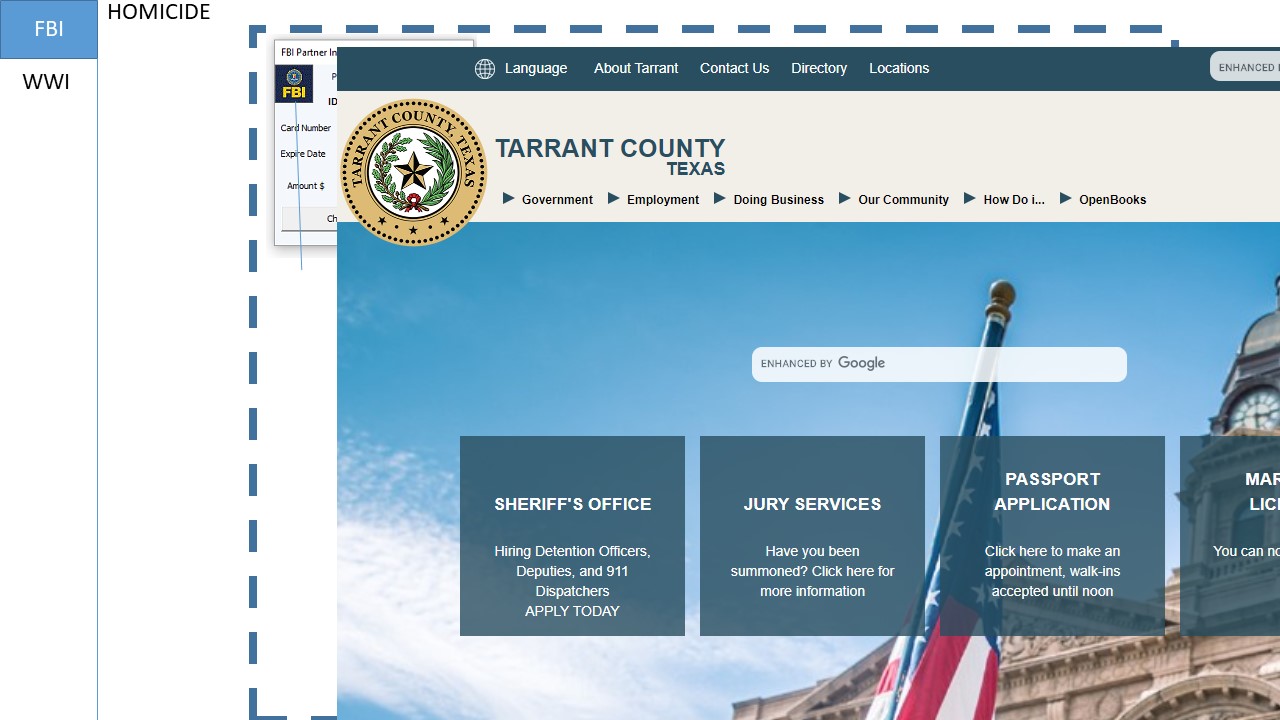 FBI
HOMICIDE
WWI
FBI Partner In
FBI
ID
Card Number
Expire Date
Amount $
Ch
Language About Tarrant Contact Us Directory Locations
ENHANCED
TARRANT COUNTY, TEXAS
TARRANT COUNTY
TEXAS
Government Employment Doing Business Our Community How Do i... OpenBooks
ENHANCED BY Google
SHERIFF'S OFFICE
Hiring Detention Officers,
Deputies, and 911
Dispatchers
APPLY TODAY
JURY SERVICES
Have you been
summoned? Click here for
more information
PASSPORT
APPLICATION
Click here to make an
appointment, walk-ins
accepted until noon
MAR
LIC
You can no